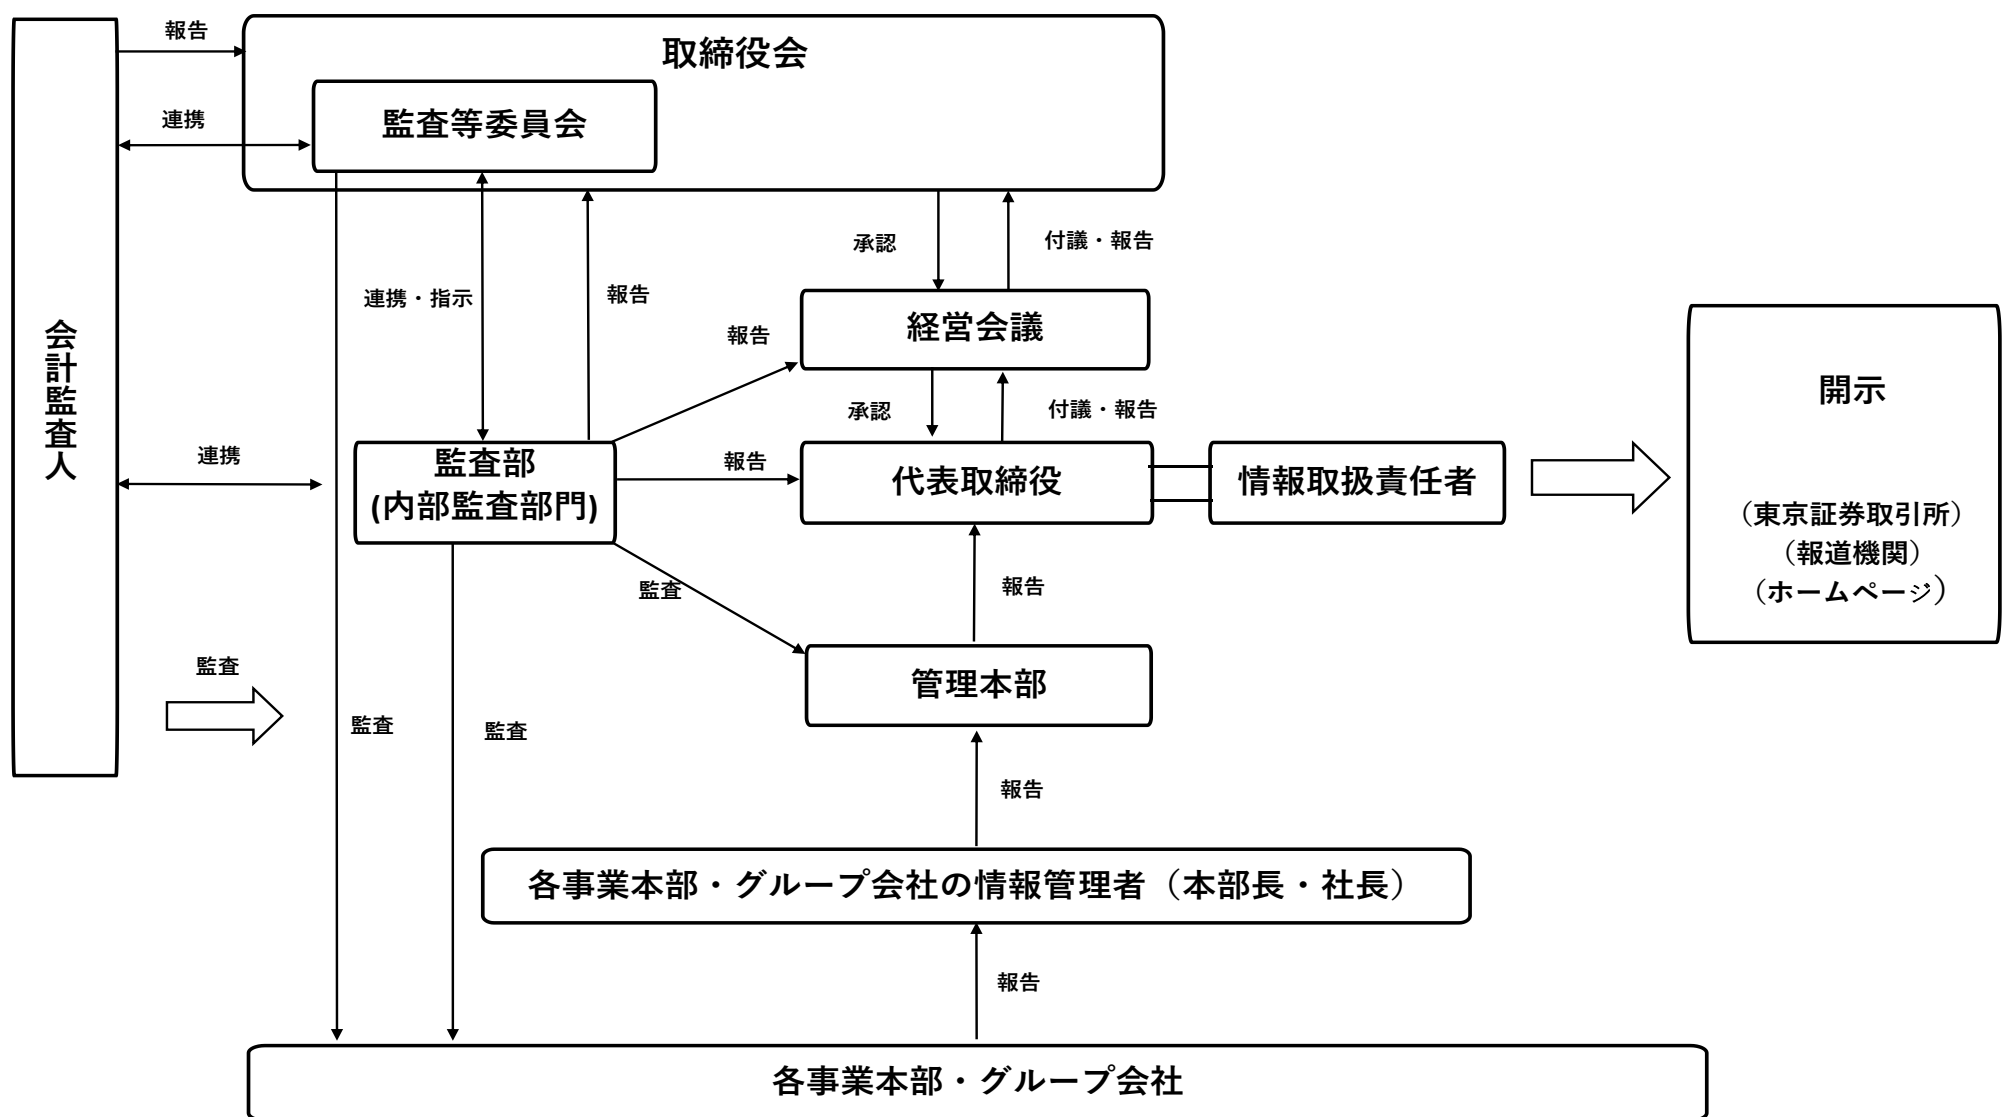 報告
取締役会
監査等委員会
連携
承認
付議・報告
連携・指示
報告
経営会議
報告
会計監査人
開示
承認
付議・報告
連携
監査部
(内部監査部門)
報告
代表取締役
情報取扱責任者
（東京証券取引所）
（報道機関）
（ホームページ）
監査
報告
監査
管理本部
監査
監査
報告
各事業本部・グループ会社の情報管理者（本部長・社長）
報告
各事業本部・グループ会社